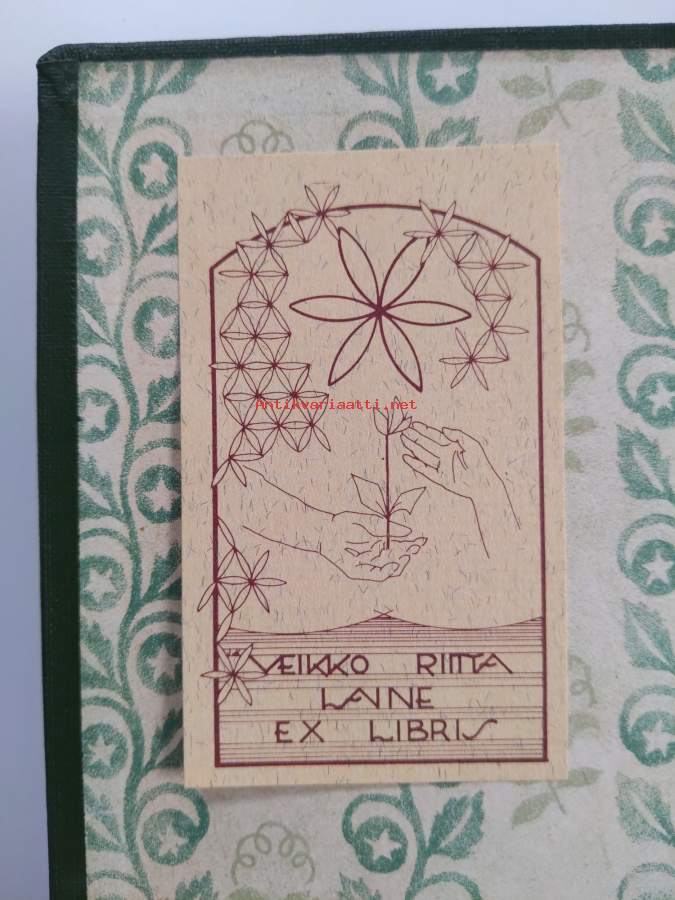 Antikvariaatti.net
VEIKKO RIITTA
LAINE
EX LIBRIS